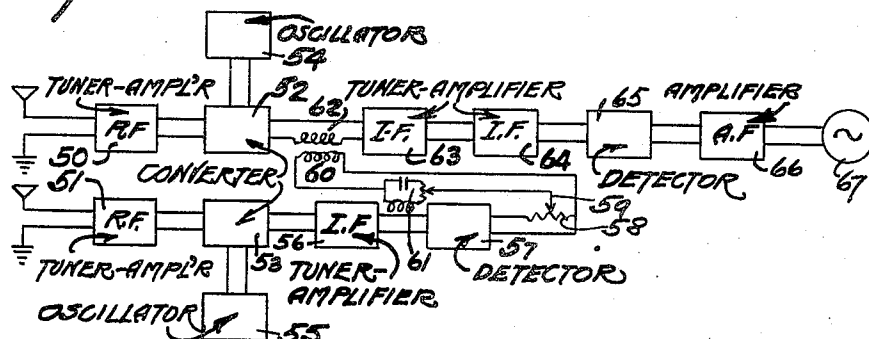 OSCILLATOR
54
TUNER-AMPL'R
52
TUNER-AMPLIFIER
AMPLIFIER
62
65
R.F
I-F.
I.F.
A.F
50
63
64
66
67
60
CONVERTER
DETECTOR
51
59
58
R.F.
I.F
53
56
61
57
TUNER-AMPL'R
TUNER-
AMPLIFIER
DETECTOR
OSCILLATOR
55